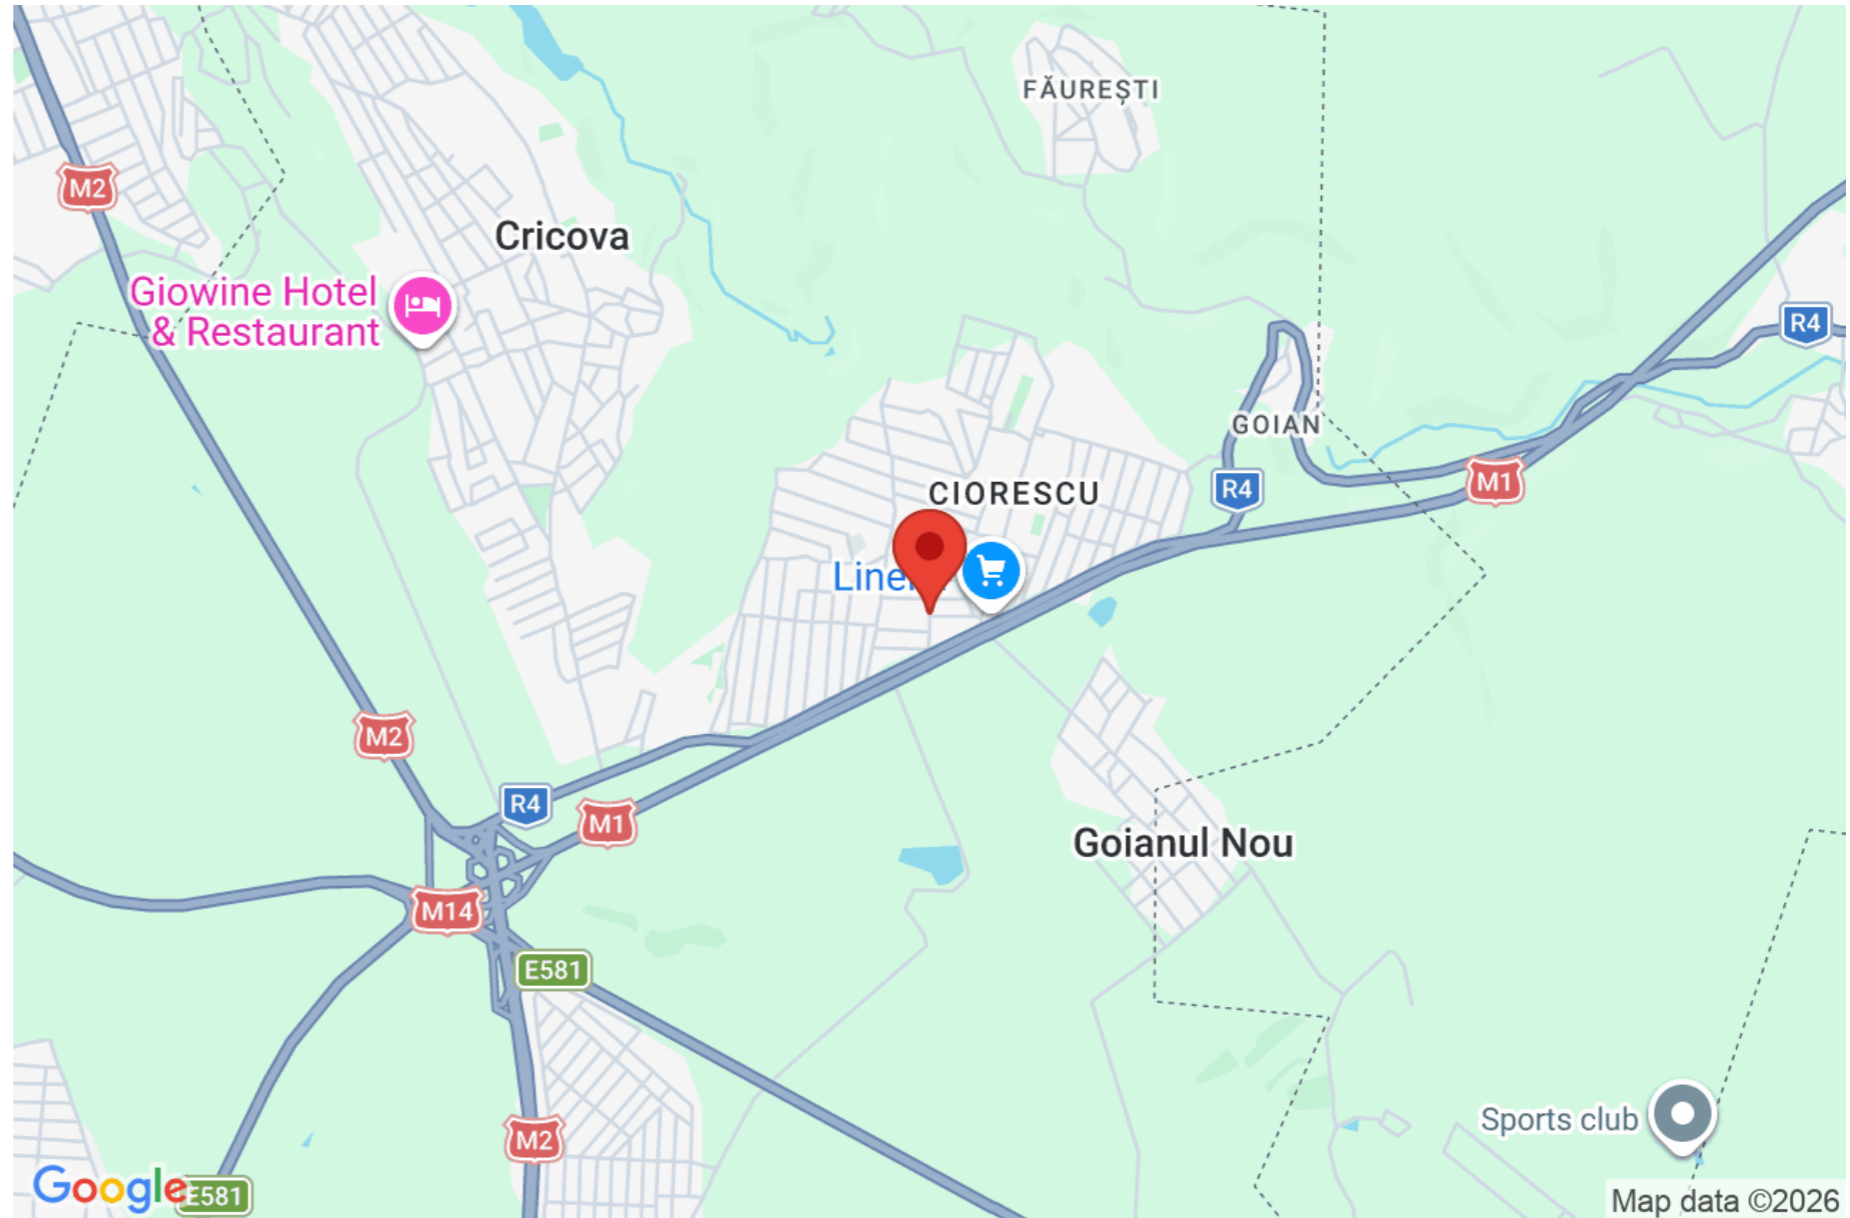 FĂUREȘTI
M2
Cricova
Giowine Hotel
& Restaurant
R4
GOIAN
M1
R4
CIORESCU
M2
R4
M1
Goianul Nou
M14
E581
Sports club
M2
Google
E581
Map data ©2026